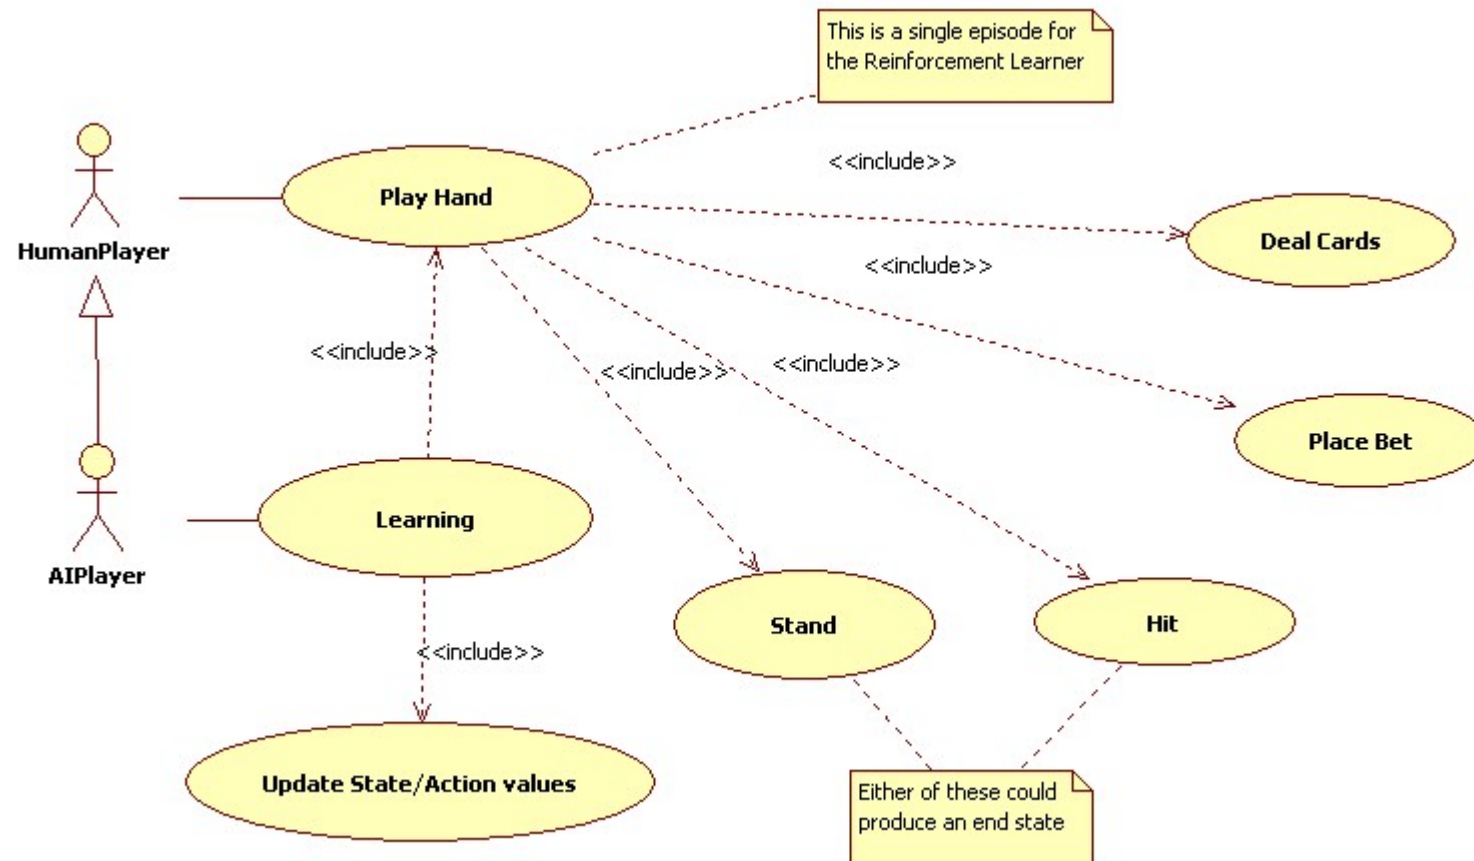 This is a single episode for
the Reinforcement Learner
<<include>>
Play Hand
Deal Cards
HumanPlayer
<<include>>
<<include>>
<<include>>
<<include>>
Place Bet
Learning
AIPlayer
Stand
Hit
<<include>>
Update State/Action values
Either of these could
produce an end state